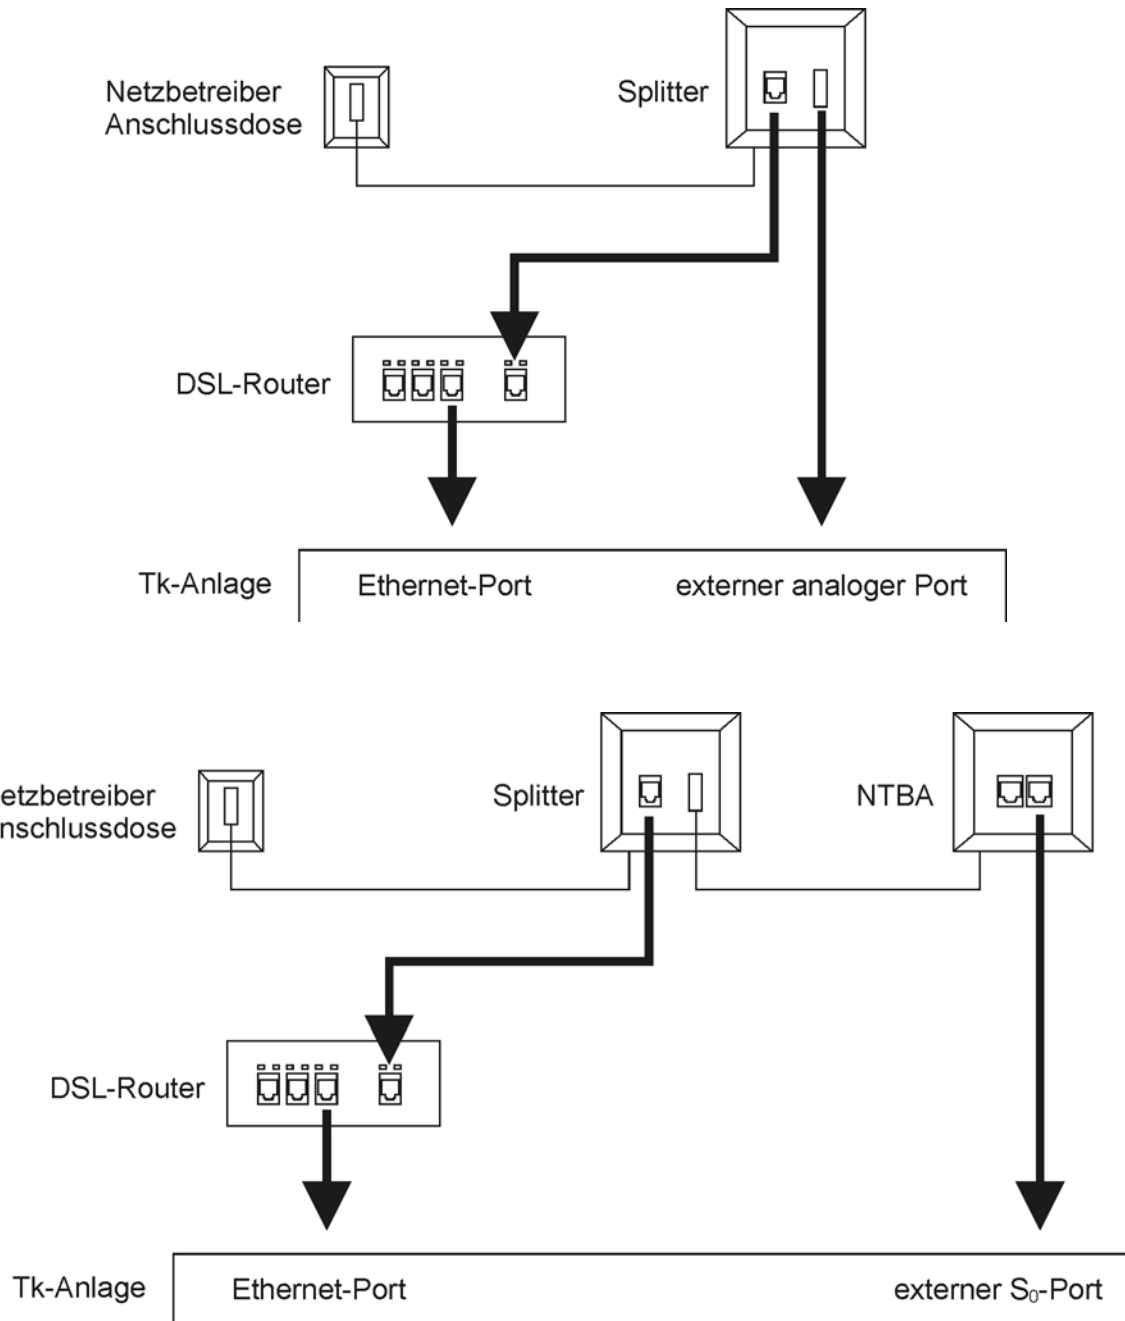 Netzbetreiber
Anschlussdose
Splitter
DSL-Router
Tk-Anlage
Ethernet-Port
externer analoger Port
etzbetreiber
nschlussdose
Splitter
NTBA
DSL-Router
Tk-Anlage
Ethernet-Port
externer S₀-Port